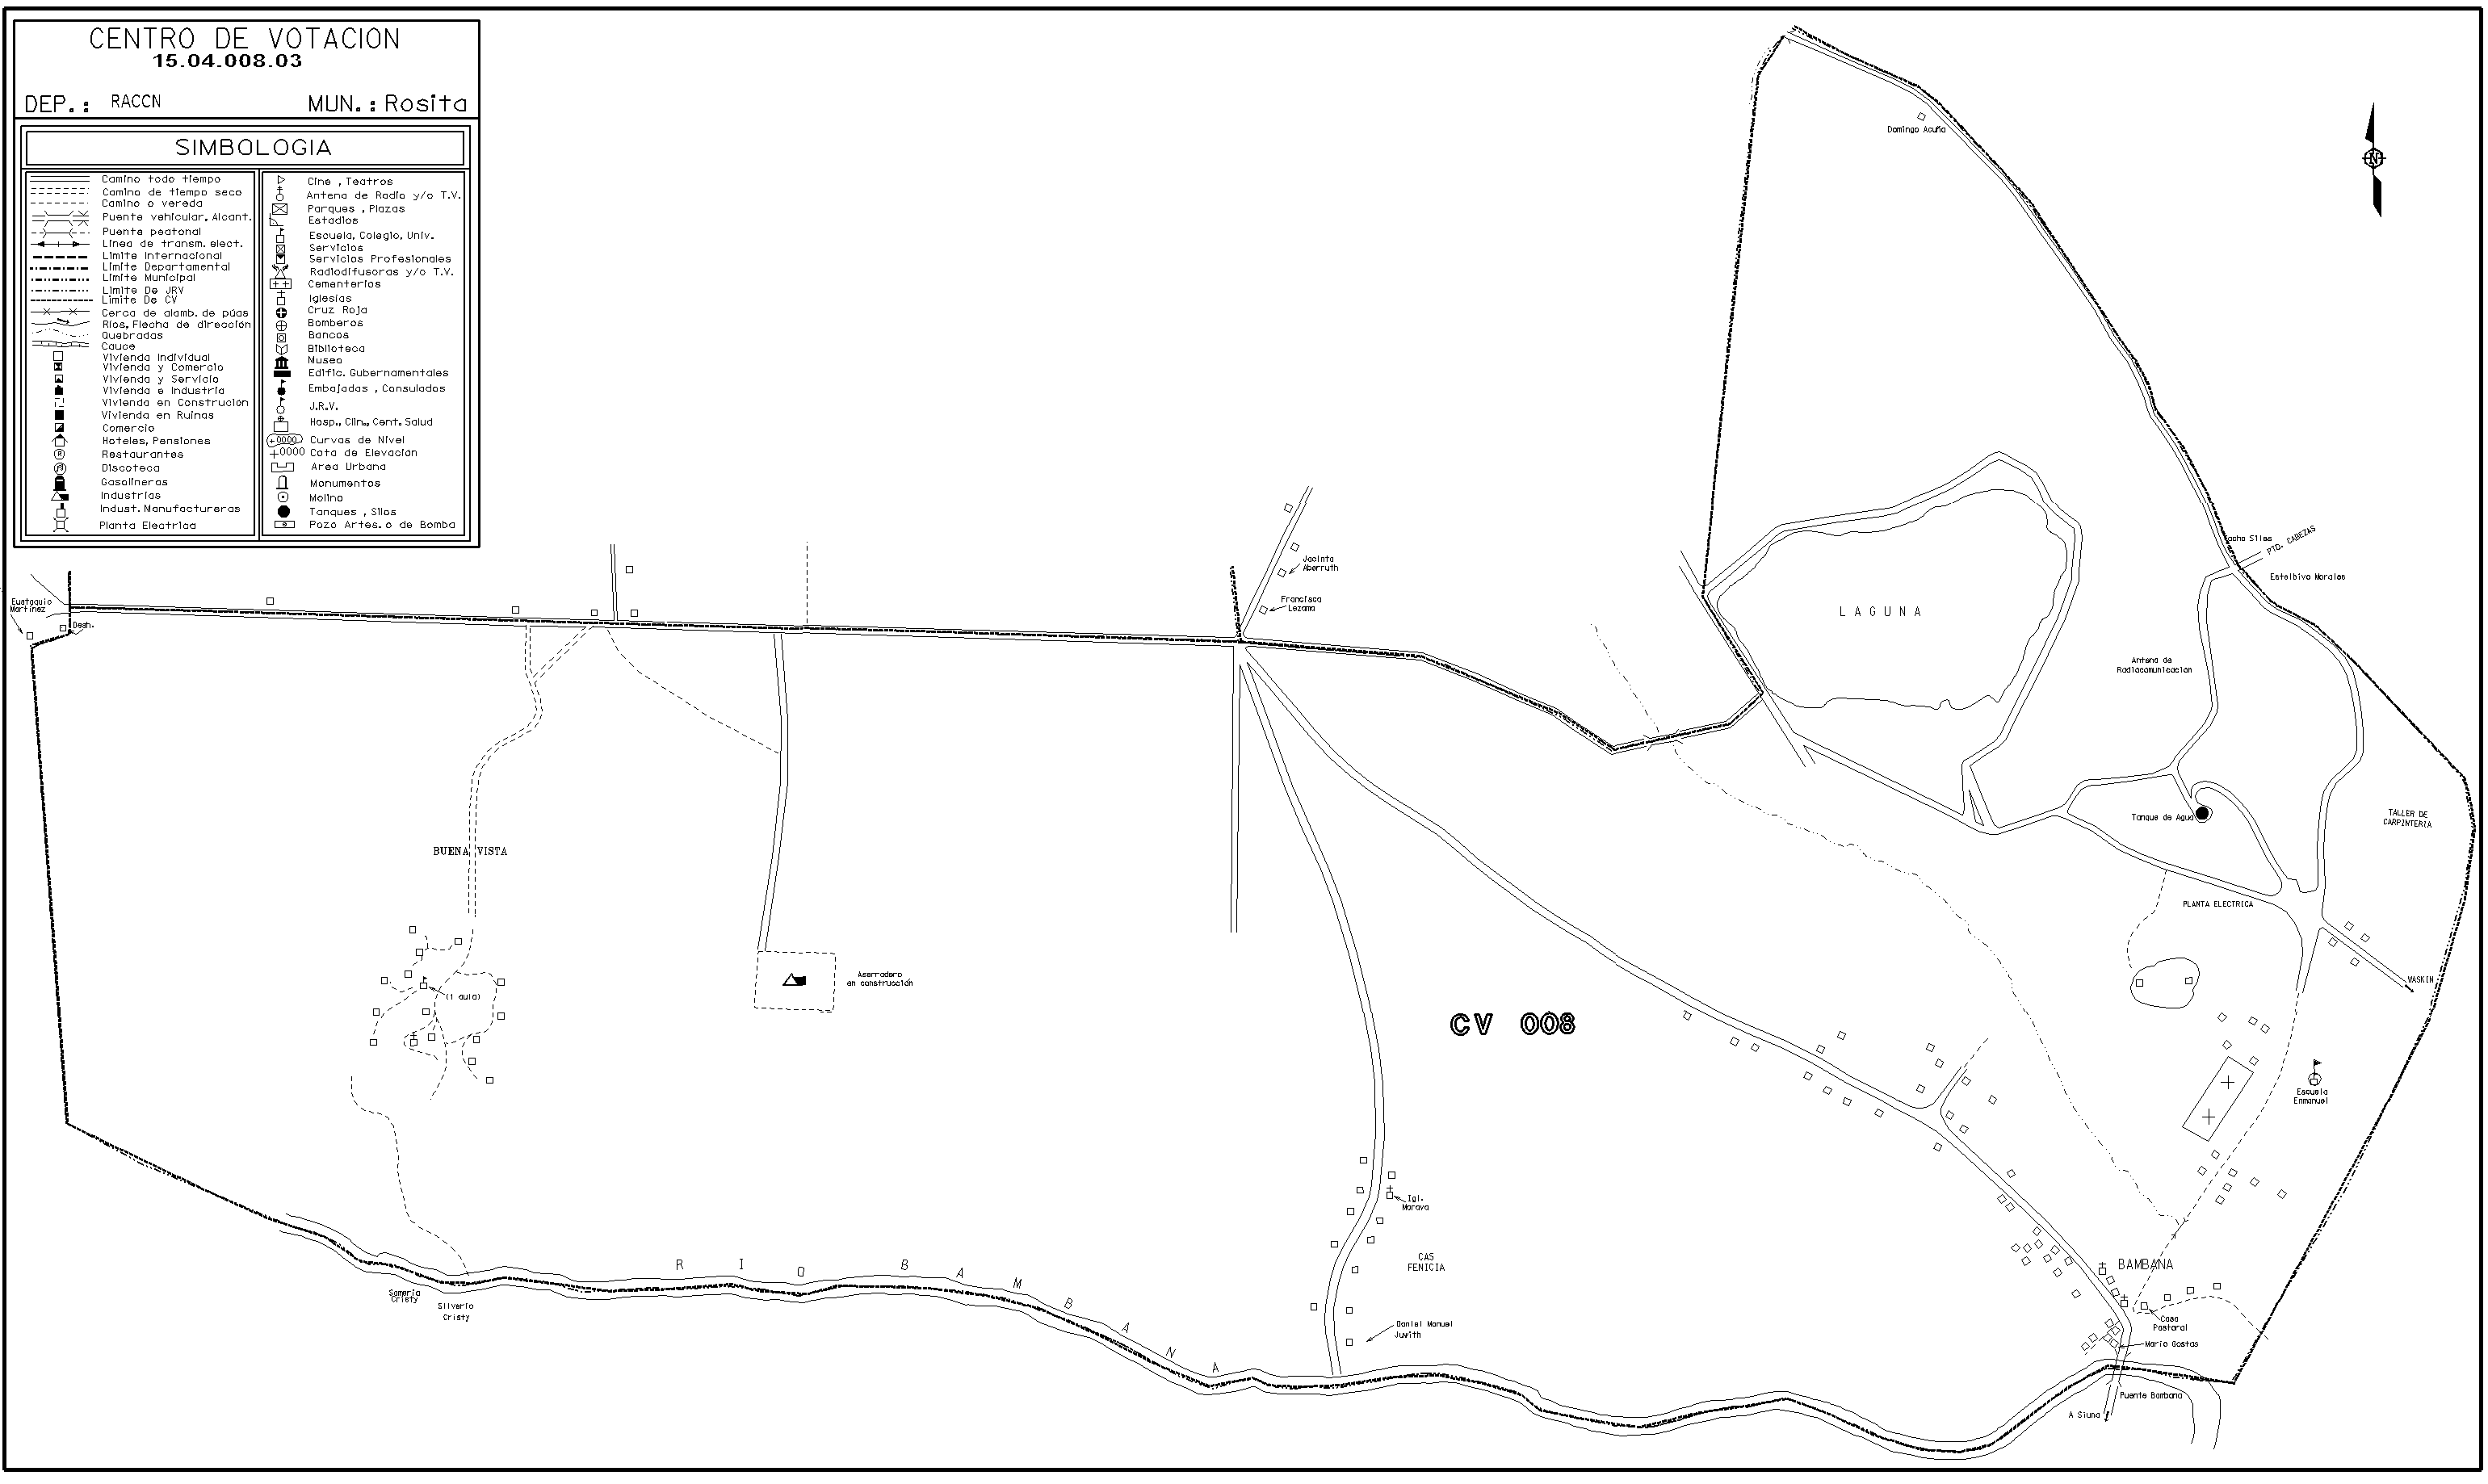 CENTRO DE VOTACION
15.04.008.03
DEP.: RACCN MUN.: Rosita
SIMBOLOGIA
Camino todo tiempo
Camino de tiempo seco
Camino o vereda
Puente vehicular, Alcant.
Puente peatonal
Linea de transm. elect.
Limite Internacional
Limite Departamental
Limite Municipal
Limite De JRV
Limite De CV
Cerca de alamb. de púas
Rios, Flecha de dirección
Quebradas
Cauce
Vivienda Individual
Vivienda y Comercio
Vivienda y Servicio
Vivienda e Industria
Vivienda en Construcion
Vivienda en Ruinas
Comercio
Hoteles, Pensiones
Restaurantes
Discoteca
Gasolineras
Industrias
Indust. Manufactureras
Planta Electrica
Cine , Teatros
Antena de Radio y/o T.V.
Parques , Plazas
Estadios
Escuela, Colegio, Univ.
Servicios
Servicios Profesionales
Radiodifusoras y/o T.V.
Cementerios
Iglesias
Cruz Roja
Bomberos
Bancos
Biblioteca
Museo
Edific. Gubernamentales
Embajadas , Consulados
J.R.V.
Hosp., Clin., Cent. Salud
+0000 Curvas de Nivel
+0000 Cota de Elevación
Area Urbana
Monumentos
Molino
Tanques , Silos
Pozo Artes. o de Bomba
Domingo Acuña
N
Jacinto
Aberruth
Francisca
Lezama
Eustaquio
Martinez
Desh.
LAGUNA
PTO. CABEZAS
Estelbivo Morales
Antena de
Radiocomunicación
Tanque de Agua
TALLER DE
CARPINTERIA
BUENA VISTA
PLANTA ELECTRICA
Aserradero
en construcción
(1 aula)
WASKIN
CV 008
Escuela
Enmanuel
Igl.
Morava
CAS
FENICIA
BAMBANA
RIO BAMBANA
Samaria
Cristy
Silverio
Cristy
Daniel Manuel
Juwith
Casa
Pastoral
Mario Gostas
Puente Bambana
A Siuna